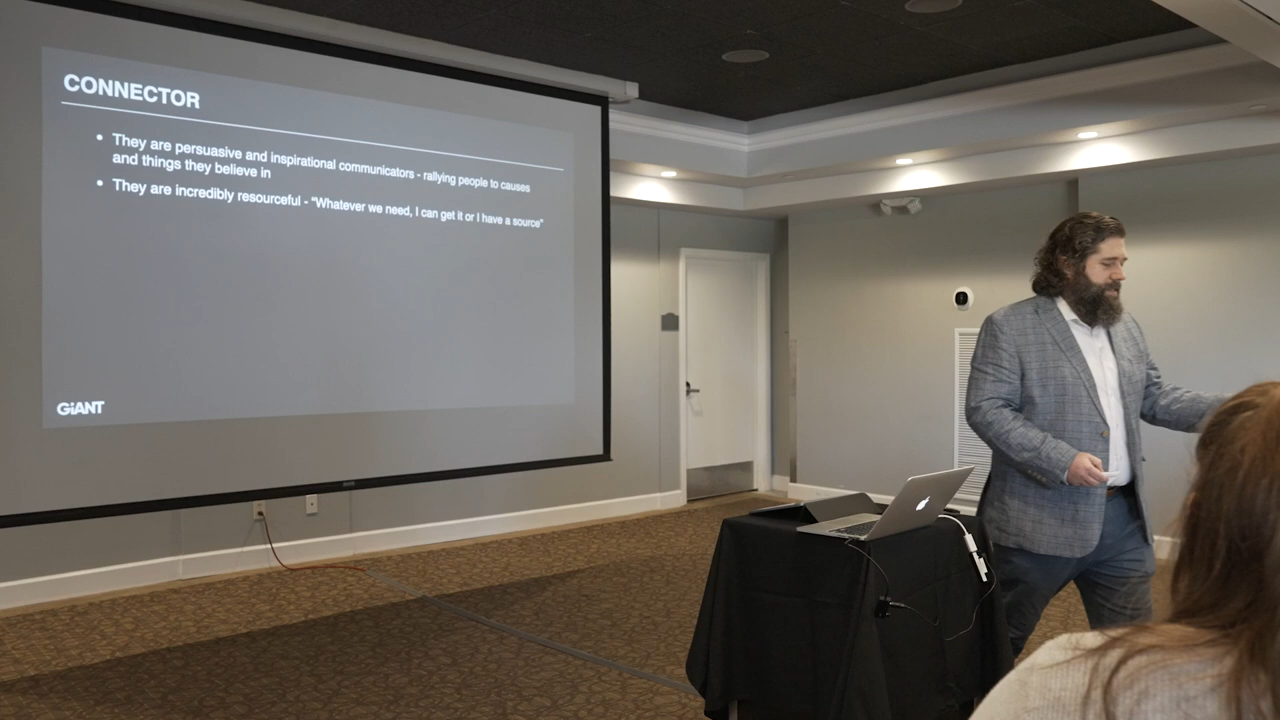 CONNECTOR
• They are persuasive and inspirational communicators - rallying people to causes
and things they believe in
• They are incredibly resourceful - "Whatever we need, I can get it or I have a source"
GiANT